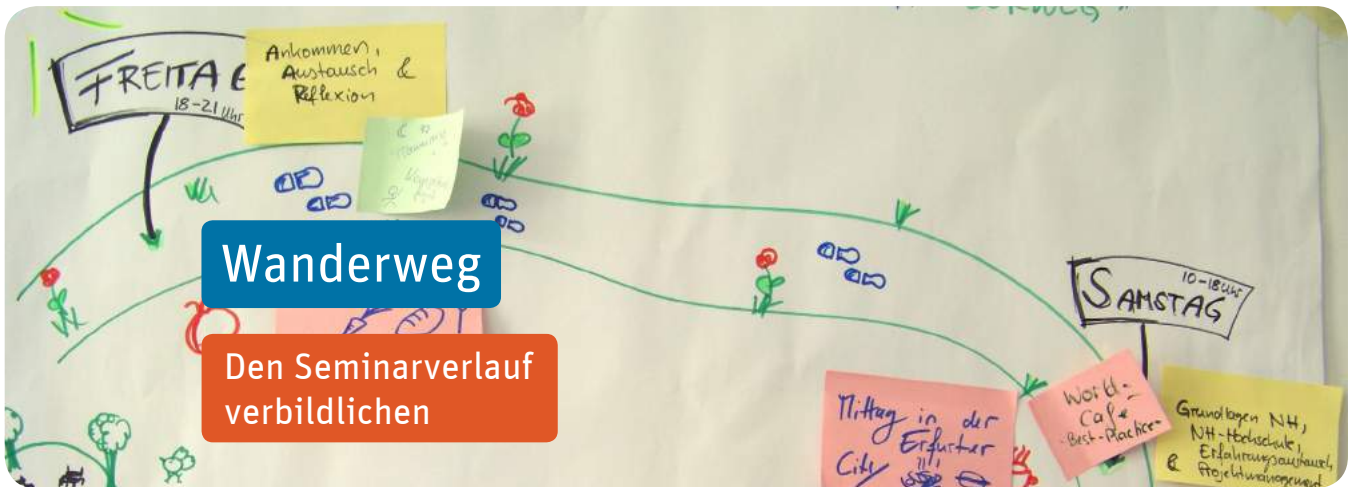 FREITAG
18-21 Uhr
Ankommen,
Austausch &
Reflexion
Wanderweg
Den Seminarverlauf
verbildlichen
10-18 Uhr
SAMSTAG
Mittag in der
Erfurter
City
World-
Café
-Best-Practice-
Grundlagen NH,
NH-Hochschule,
Erfahrungsaustausch
& Projektmanagement